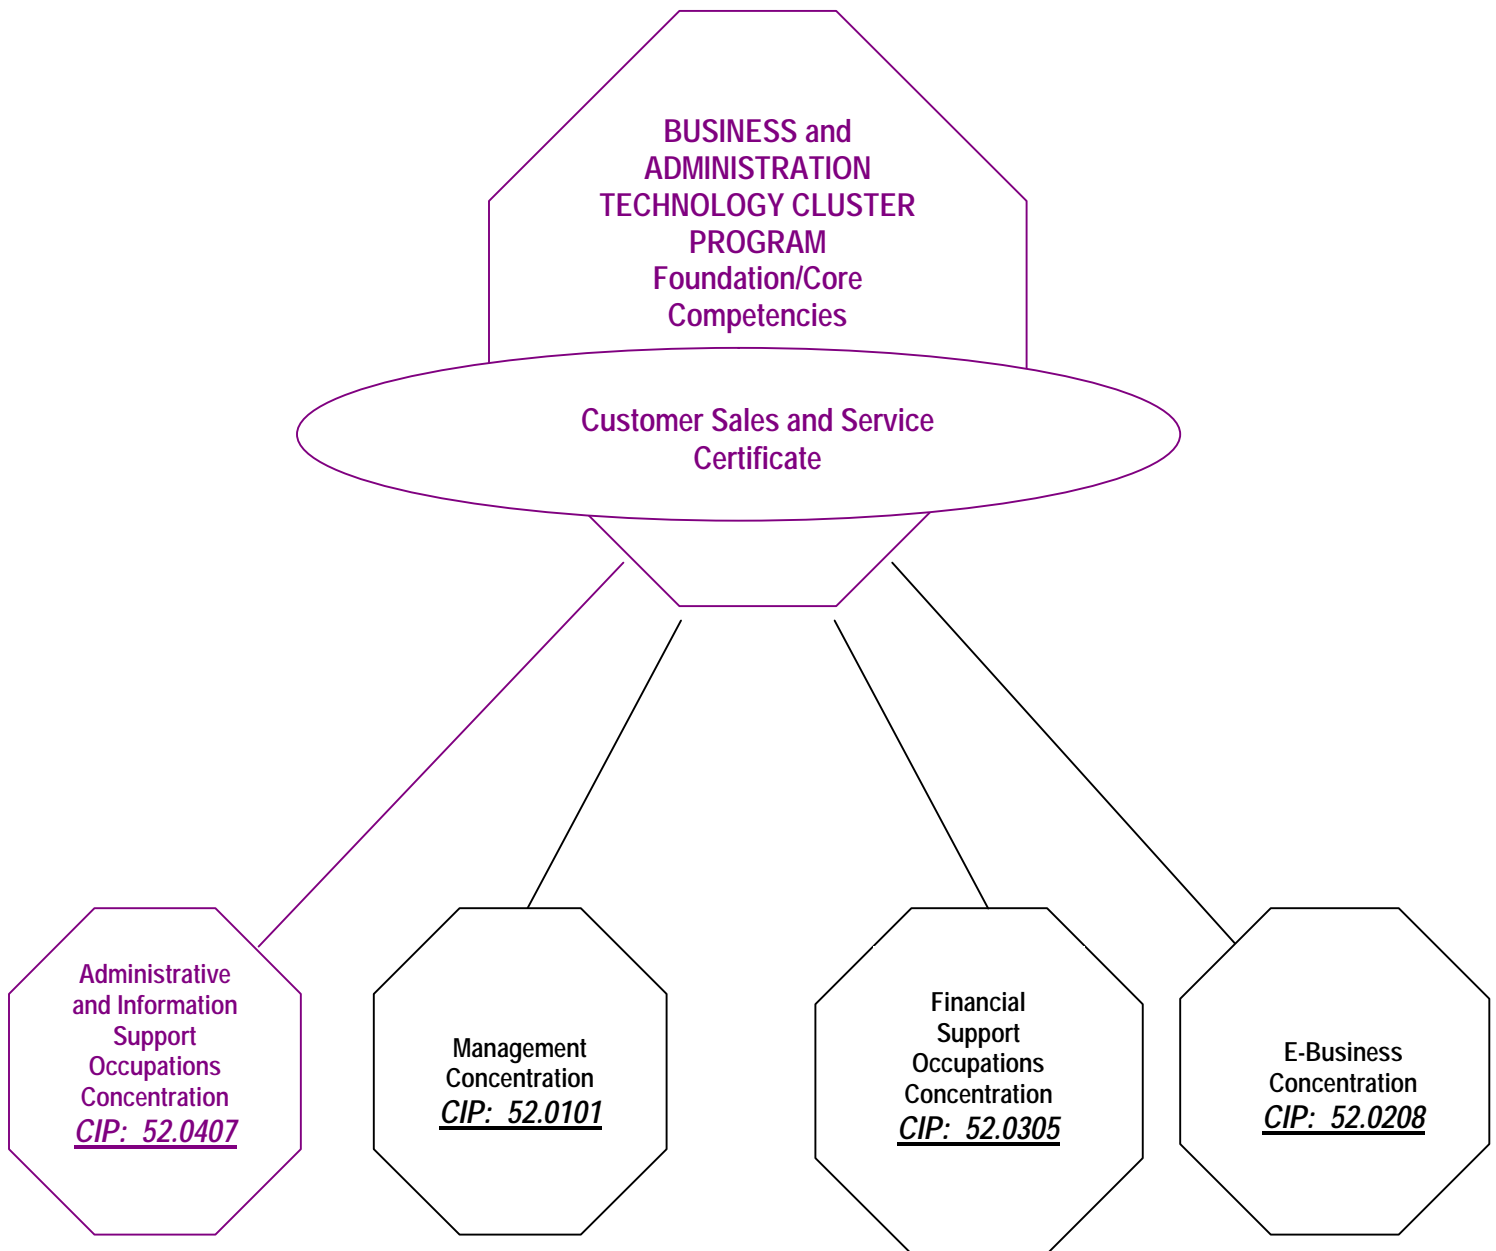 BUSINESS and
ADMINISTRATION
TECHNOLOGY CLUSTER
PROGRAM
Foundation/Core
Competencies
Customer Sales and Service
Certificate
Administrative
and Information
Support
Occupations
Concentration
CIP: 52.0407
Management
Concentration
CIP: 52.0101
Financial
Support
Occupations
Concentration
CIP: 52.0305
E-Business
Concentration
CIP: 52.0208